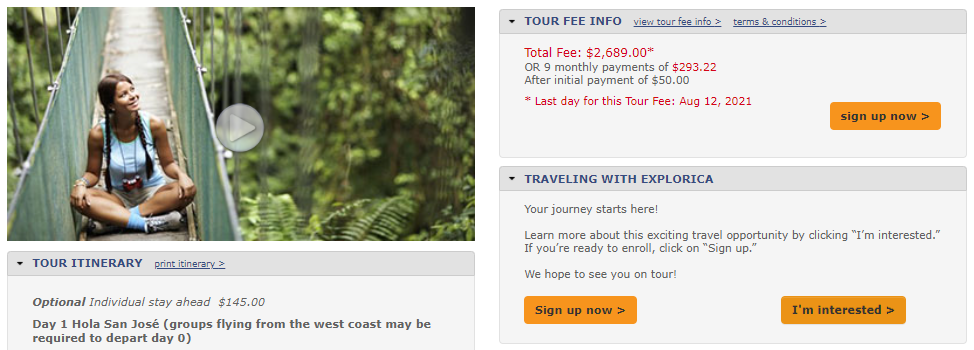 TOUR FEE INFO view tour fee info > terms & conditions >
Total Fee: $2,689.00*
OR 9 monthly payments of $293.22
After initial payment of $50.00
* Last day for this Tour Fee: Aug 12, 2021
sign up now >
TRAVELING WITH EXPLORICA
Your journey starts here!
Learn more about this exciting travel opportunity by clicking “I’m interested.”
If you’re ready to enroll, click on “Sign up.”
We hope to see you on tour!
Sign up now > I'm interested >
TOUR ITINERARY print itinerary >
Optional Individual stay ahead $145.00
Day 1 Hola San José (groups flying from the west coast may be
required to depart day 0)